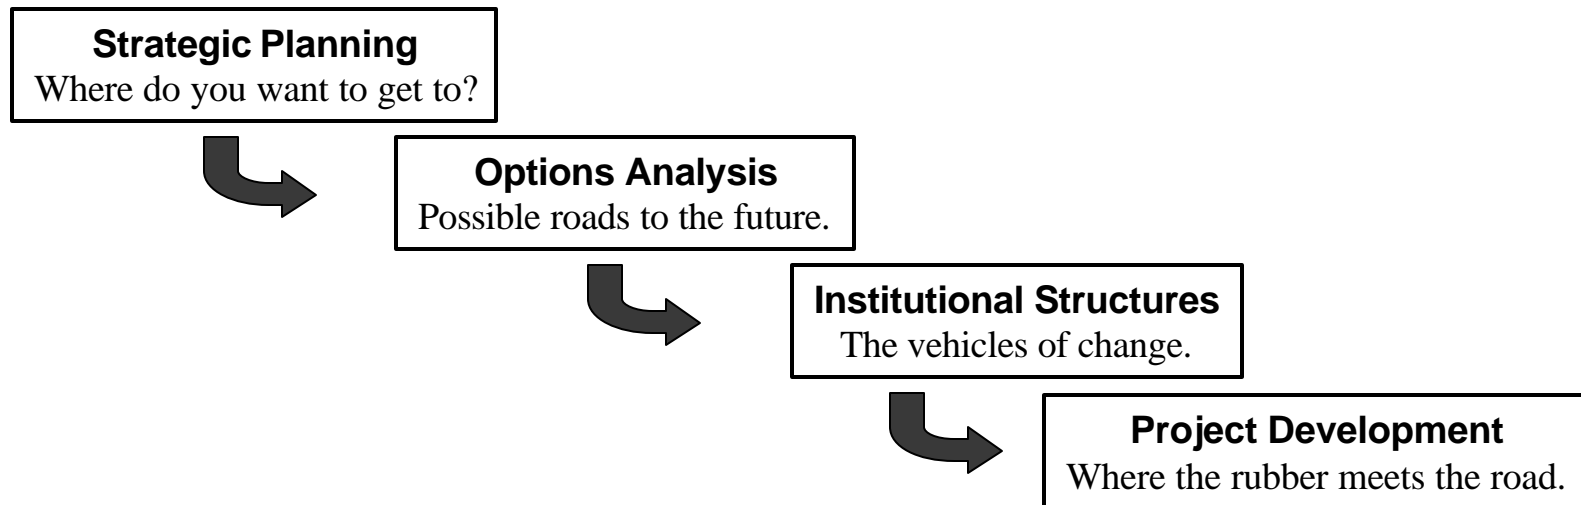 Strategic Planning
Where do you want to get to?
Options Analysis
Possible roads to the future.
Institutional Structures
The vehicles of change.
Project Development
Where the rubber meets the road.